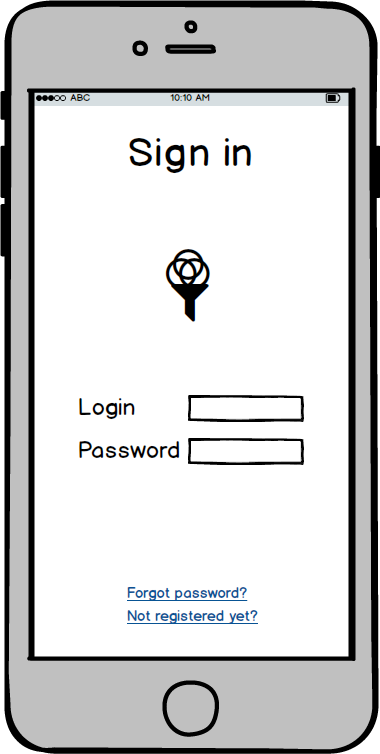 ABC 10:10 AM
Sign in
Login
Password
Forgot password?
Not registered yet?